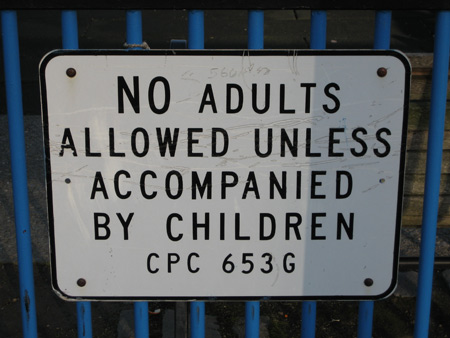 NO ADULTS
ALLOWED UNLESS
ACCOMPANIED
BY CHILDREN
CPC 653G